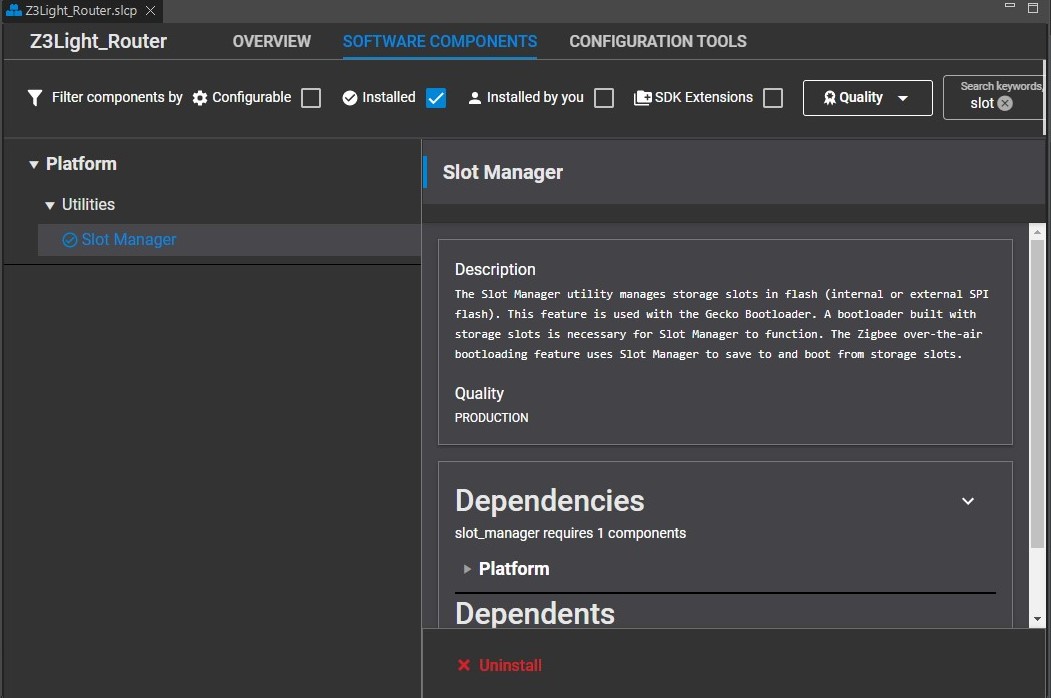 Z3Light_Router.slcp
Z3Light_Router
OVERVIEW
SOFTWARE COMPONENTS
CONFIGURATION TOOLS
Filter components by
Configurable
Installed
Installed by you
SDK Extensions
Quality
Search keywords,
slot
Platform
Utilities
Slot Manager
Slot Manager
Description
The Slot Manager utility manages storage slots in flash (internal or external SPI
flash). This feature is used with the Gecko Bootloader. A bootloader built with
storage slots is necessary for Slot Manager to function. The Zigbee over-the-air
bootloading feature uses Slot Manager to save to and boot from storage slots.
Quality
PRODUCTION
Dependencies
slot_manager requires 1 components
Platform
Dependents
Uninstall